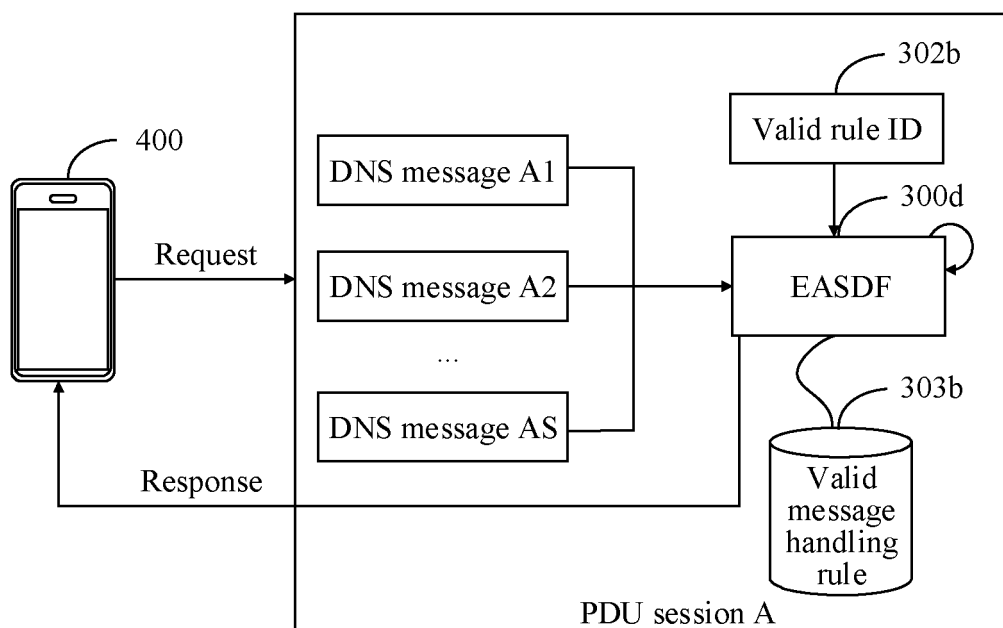 302b
Valid rule ID
400
DNS message A1
300d
Request
DNS message A2
EASDF
...
303b
DNS message AS
Response
Valid
message
handling
rule
PDU session A